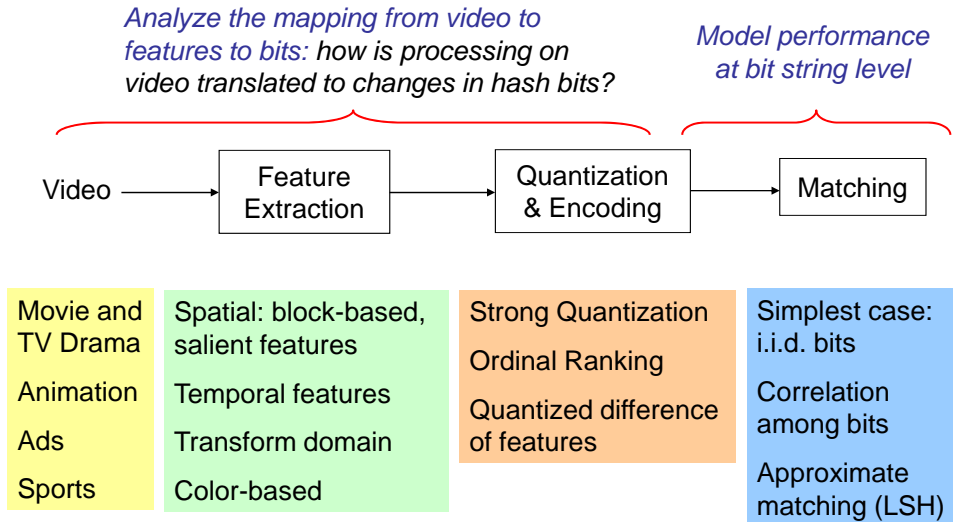 Analyze the mapping from video to
features to bits: how is processing on
video translated to changes in hash bits?
Model performance
at bit string level
Video
Feature
Extraction
Quantization
& Encoding
Matching
Movie and
TV Drama
Animation
Ads
Sports
Spatial: block-based,
salient features
Temporal features
Transform domain
Color-based
Strong Quantization
Ordinal Ranking
Quantized difference
of features
Simplest case:
i.i.d. bits
Correlation
among bits
Approximate
matching (LSH)